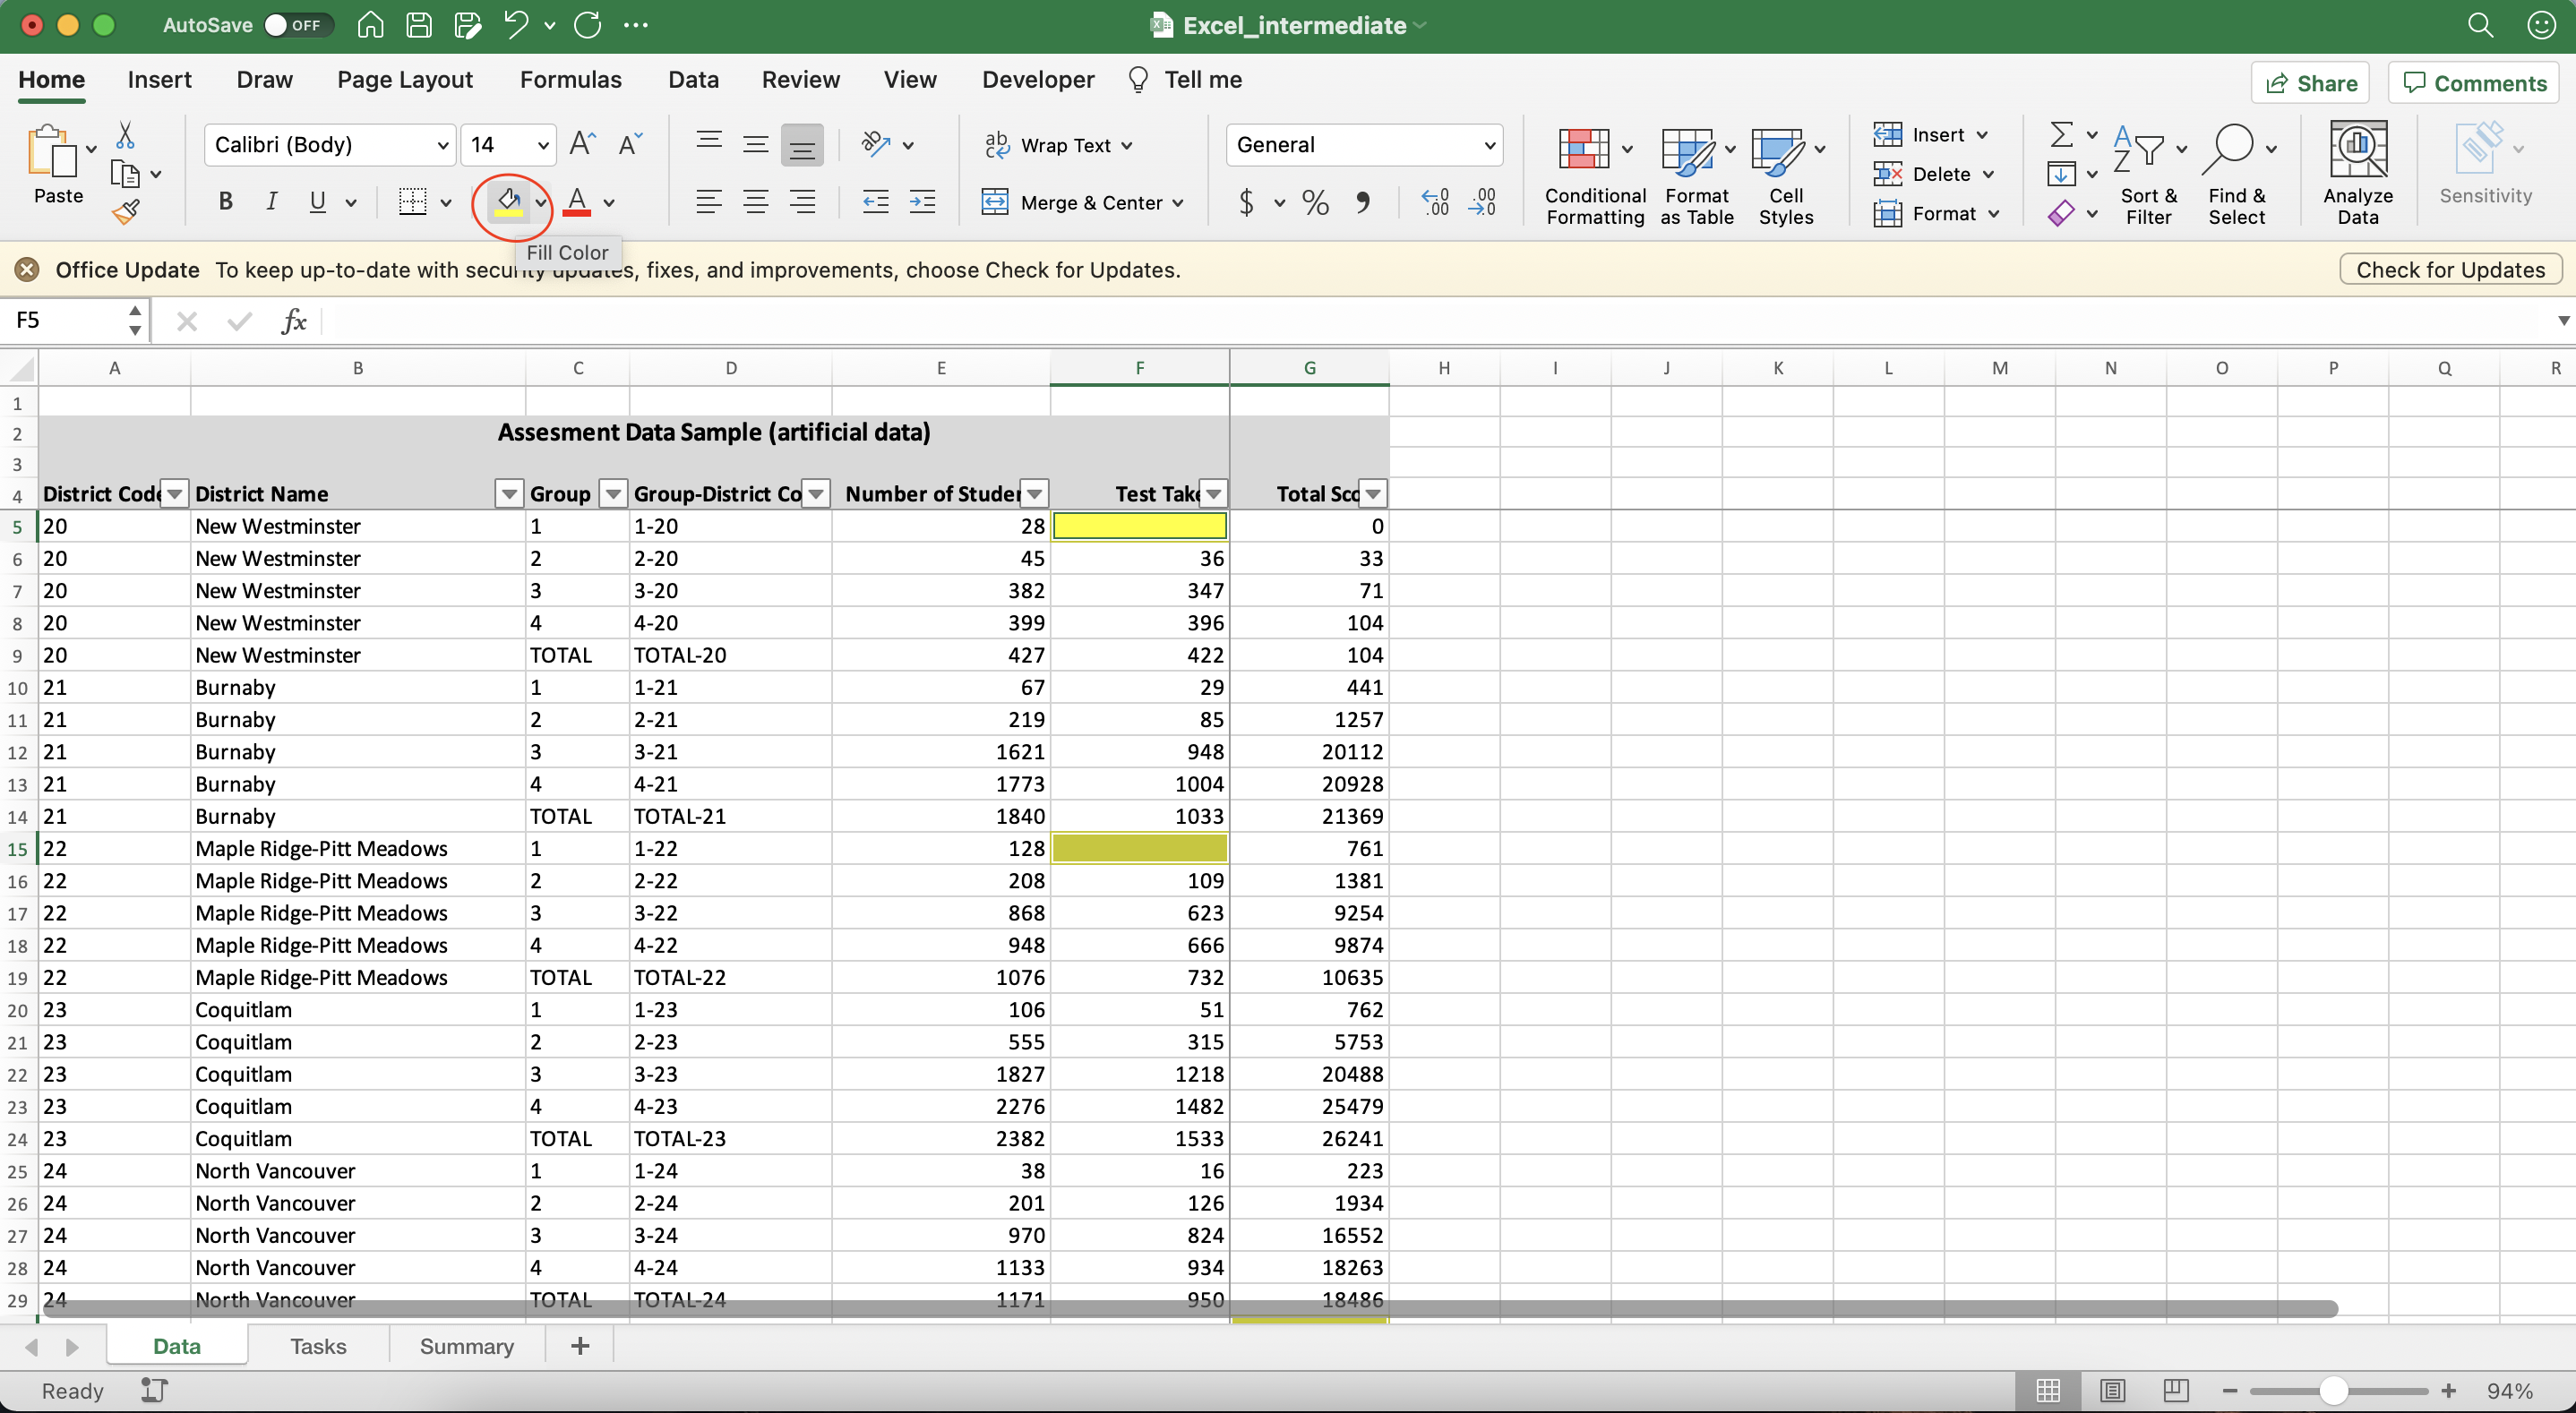 AutoSave OFF Excel_intermediate
Home Insert Draw Page Layout Formulas Data Review View Developer Tell me Share Comments
Paste Calibri (Body) 14 Wrap Text General Conditional Formatting Format as Table Cell Styles Insert Sort & Filter Find & Select Analyze Data Sensitivity
Delete
B I U A Merge & Center $ % Format
Fill Color
Office Update To keep up-to-date with security updates, fixes, and improvements, choose Check for Updates. Check for Updates
F5 fx
A B C D E F G H I J K L M N O P Q R
1
2 Assesment Data Sample (artificial data)
3
4 District Code District Name Group Group-District Co Number of Studen Test Take Total Sco
5 20 New Westminster 1 1-20 28 0
6 20 New Westminster 2 2-20 45 36 33
7 20 New Westminster 3 3-20 382 347 71
8 20 New Westminster 4 4-20 399 396 104
9 20 New Westminster TOTAL TOTAL-20 427 422 104
10 21 Burnaby 1 1-21 67 29 441
11 21 Burnaby 2 2-21 219 85 1257
12 21 Burnaby 3 3-21 1621 948 20112
13 21 Burnaby 4 4-21 1773 1004 20928
14 21 Burnaby TOTAL TOTAL-21 1840 1033 21369
15 22 Maple Ridge-Pitt Meadows 1 1-22 128 761
16 22 Maple Ridge-Pitt Meadows 2 2-22 208 109 1381
17 22 Maple Ridge-Pitt Meadows 3 3-22 868 623 9254
18 22 Maple Ridge-Pitt Meadows 4 4-22 948 666 9874
19 22 Maple Ridge-Pitt Meadows TOTAL TOTAL-22 1076 732 10635
20 23 Coquitlam 1 1-23 106 51 762
21 23 Coquitlam 2 2-23 555 315 5753
22 23 Coquitlam 3 3-23 1827 1218 20488
23 23 Coquitlam 4 4-23 2276 1482 25479
24 23 Coquitlam TOTAL TOTAL-23 2382 1533 26241
25 24 North Vancouver 1 1-24 38 16 223
26 24 North Vancouver 2 2-24 201 126 1934
27 24 North Vancouver 3 3-24 970 824 16552
28 24 North Vancouver 4 4-24 1133 934 18263
29 24 North Vancouver TOTAL TOTAL-24 1171 950 18486
Data Tasks Summary +
Ready 94%